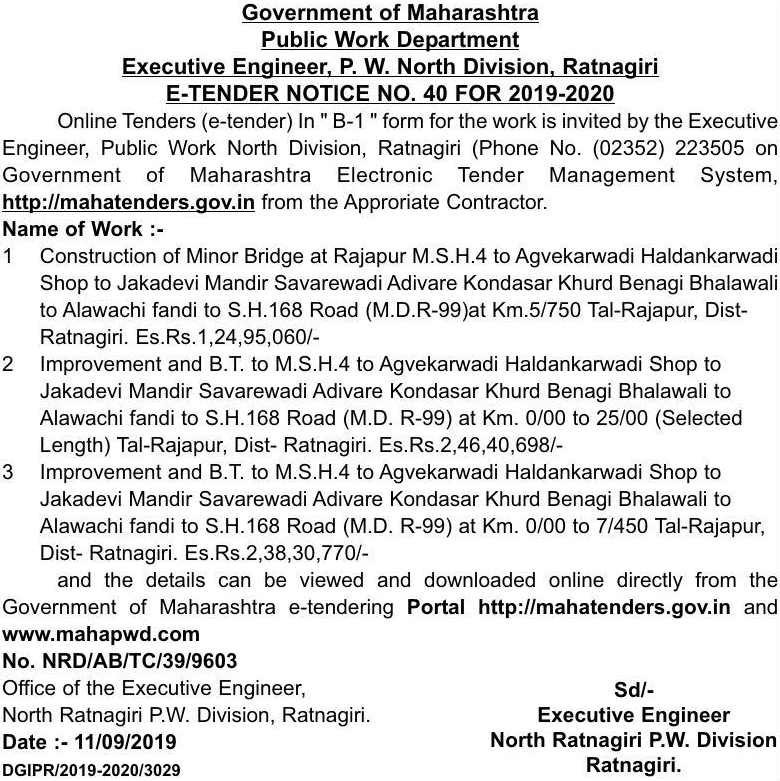 Government of Maharashtra
Public Work Department
Executive Engineer, P. W. North Division, Ratnagiri
E-TENDER NOTICE NO. 40 FOR 2019-2020
Online Tenders (e-tender) In " B-1 " form for the work is invited by the Executive
Engineer, Public Work North Division, Ratnagiri (Phone No. (02352) 223505 on
Government of Maharashtra Electronic Tender Management System,
http://mahatenders.gov.in from the Approriate Contractor.
Name of Work :-
1 Construction of Minor Bridge at Rajapur M.S.H.4 to Agvekarwadi Haldankarwadi
Shop to Jakadevi Mandir Savarewadi Adivare Kondasar Khurd Benagi Bhalawali
to Alawachi fandi to S.H.168 Road (M.D.R-99)at Km.5/750 Tal-Rajapur, Dist-
Ratnagiri. Es.Rs.1,24,95,060/-
2 Improvement and B.T. to M.S.H.4 to Agvekarwadi Haldankarwadi Shop to
Jakadevi Mandir Savarewadi Adivare Kondasar Khurd Benagi Bhalawali to
Alawachi fandi to S.H.168 Road (M.D. R-99) at Km. 0/00 to 25/00 (Selected
Length) Tal-Rajapur, Dist- Ratnagiri. Es.Rs.2,46,40,698/-
3 Improvement and B.T. to M.S.H.4 to Agvekarwadi Haldankarwadi Shop to
Jakadevi Mandir Savarewadi Adivare Kondasar Khurd Benagi Bhalawali to
Alawachi fandi to S.H.168 Road (M.D. R-99) at Km. 0/00 to 7/450 Tal-Rajapur,
Dist- Ratnagiri. Es.Rs.2,38,30,770/-
and the details can be viewed and downloaded online directly from the
Government of Maharashtra e-tendering Portal http://mahatenders.gov.in and
www.mahapwd.com
No. NRD/AB/TC/39/9603
Office of the Executive Engineer,
North Ratnagiri P.W. Division, Ratnagiri.
Date :- 11/09/2019
DGIPR/2019-2020/3029
Sd/-
Executive Engineer
North Ratnagiri P.W. Division
Ratnagiri.